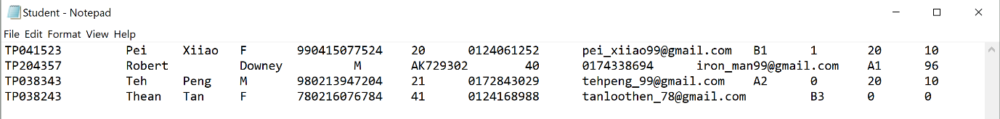 Student - Notepad
File Edit Format View Help
TP041523 Pei Xiiao F 990415077524 20 0124061252 pei_xiiao99@gmail.com B1 1 20 10
TP204357 Robert Downey M AK729302 40 0174338694 iron_man99@gmail.com A1 96
TP038343 Teh Peng M 980213947204 21 0172843029 tehpeng_99@gmail.com A2 0 20 10
TP038243 Thean Tan F 780216076784 41 0124168988 tanloothen_78@gmail.com B3 0 0